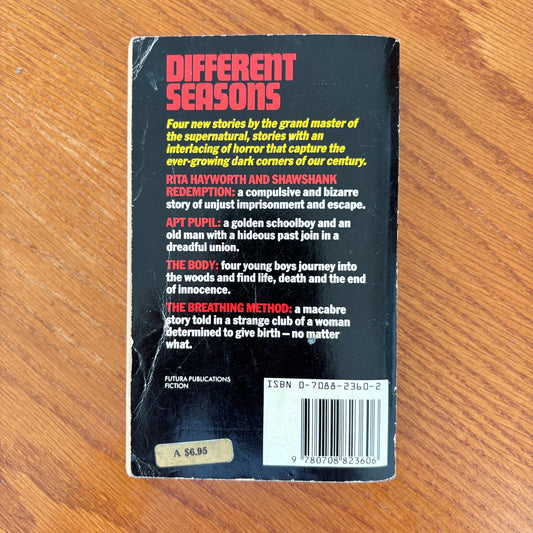 DIFFERENT
SEASONS
Four new stories by the grand master of
the supernatural, stories with an
interlacing of horror that capture the
ever-growing dark corners of our century.
RITA HAYWORTH AND SHAWSHANK
REDEMPTION: a compulsive and bizarre
story of unjust imprisonment and escape.
APT PUPIL: a golden schoolboy and an
old man with a hideous past join in a
dreadful union.
THE BODY: four young boys journey into
the woods and find life, death and the end
of innocence.
THE BREATHING METHOD: a macabre
story told in a strange club of a woman
determined to give birth — no matter
what.
FUTURA PUBLICATIONS
FICTION
ISBN 0-7088-2360-2
9 780708 823606
A $6.95